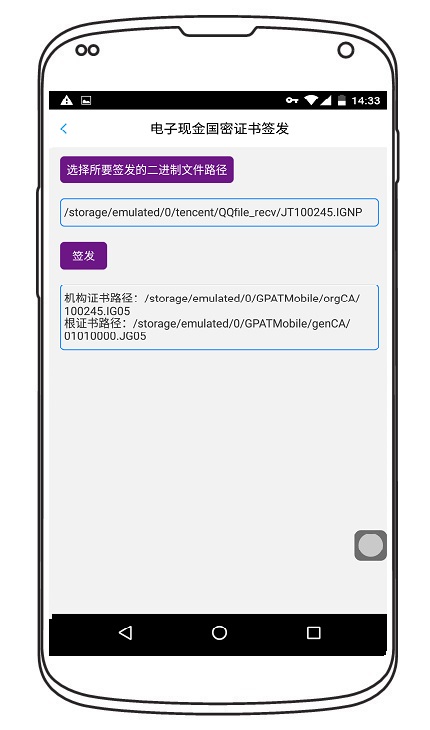 14:33
电子现金国密证书签发
选择所要签发的二进制文件路径
/storage/emulated/0/tencent/QQfile_recv/JT100245.IGNP
签发
机构证书路径：/storage/emulated/0/GPATMobile/orgCA/
100245.IG05
根证书路径：/storage/emulated/0/GPATMobile/genCA/
01010000.JG05